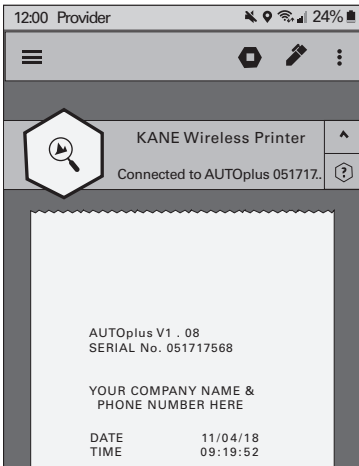 12:00 Provider 24%
KANE Wireless Printer
Connected to AUTOplus 051717..
AUTOplus V1 . 08
SERIAL No. 051717568
YOUR COMPANY NAME &
PHONE NUMBER HERE
DATE 11/04/18
TIME 09:19:52